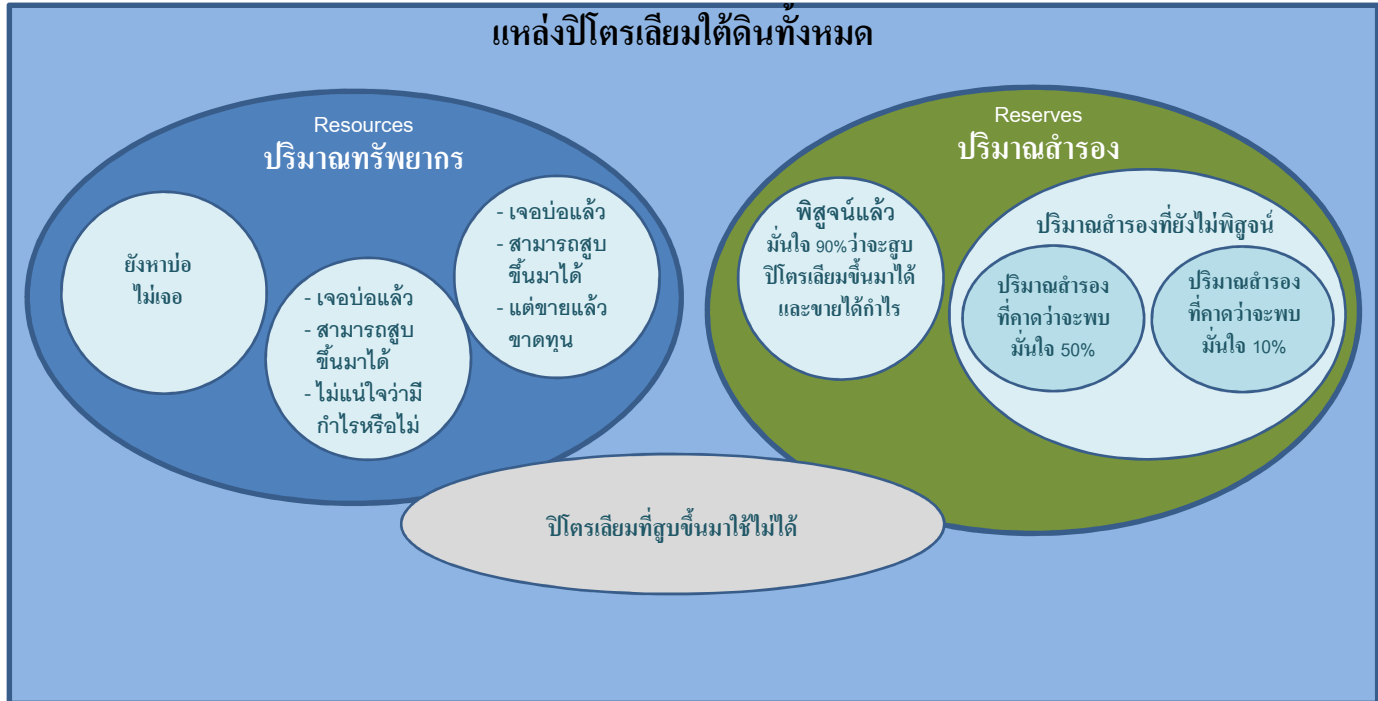 แหล่งปิโตรเลียมใต้ดินทั้งหมด
Resources
ปริมาณทรัพยากร
ยังหาบ่อ
ไม่เจอ
- เจอบ่อแล้ว
- สามารถสูบ
ขึ้นมาได้
- ไม่แน่ใจว่ามี
กำไรหรือไม่
- เจอบ่อแล้ว
- สามารถสูบ
ขึ้นมาได้
- แต่ขายแล้ว
ขาดทุน
Reserves
ปริมาณสำรอง
พิสูจน์แล้ว
มั่นใจ 90%ว่าจะสูบ
ปิโตรเลียมขึ้นมาได้
และขายได้กำไร
ปริมาณสำรองที่ยังไม่พิสูจน์
ปริมาณสำรอง
ที่คาดว่าจะพบ
มั่นใจ 50%
ปริมาณสำรอง
ที่คาดว่าจะพบ
มั่นใจ 10%
ปิโตรเลียมที่สูบขึ้นมาใช้ไม่ได้